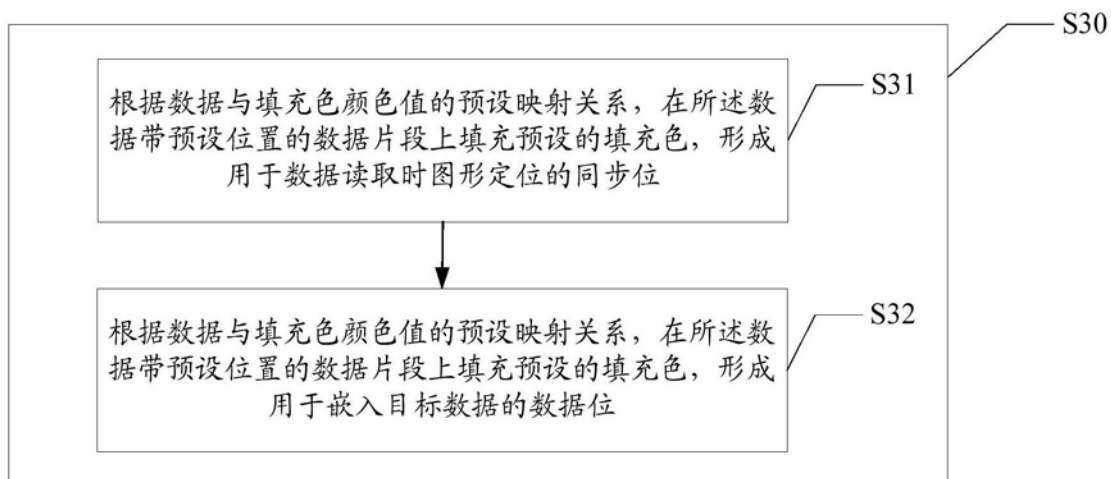 S30
S31
根据数据与填充色颜色值的预设映射关系，在所述数
据带预设位置的数据片段上填充预设的填充色，形成
用于数据读取时图形定位的同步位
S32
根据数据与填充色颜色值的预设映射关系，在所述数
据带预设位置的数据片段上填充预设的填充色，形成
用于嵌入目标数据的数据位